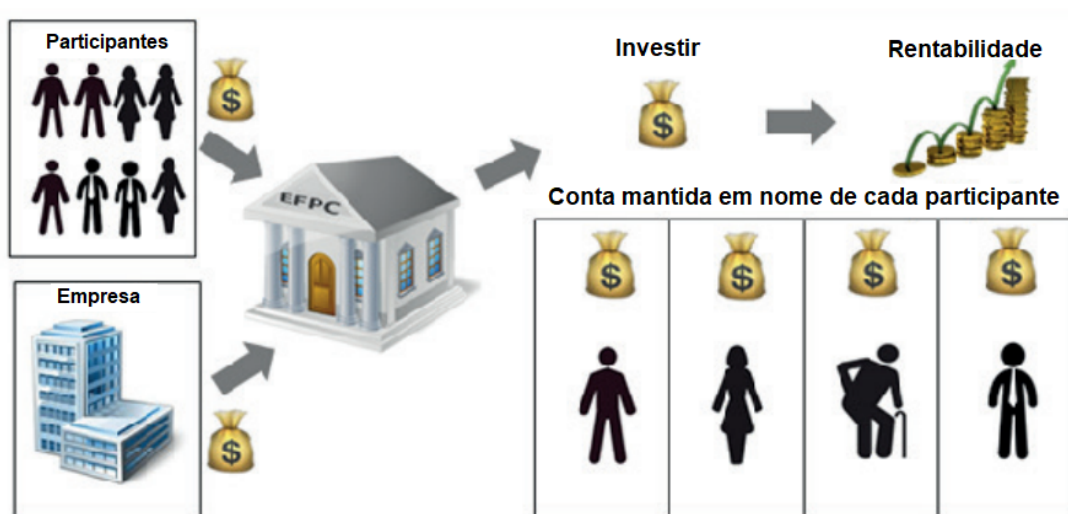 Participantes
Investir
Rentabilidade
$
$
EFPC
Conta mantida em nome de cada participante
Empresa
$
$
$
$
$